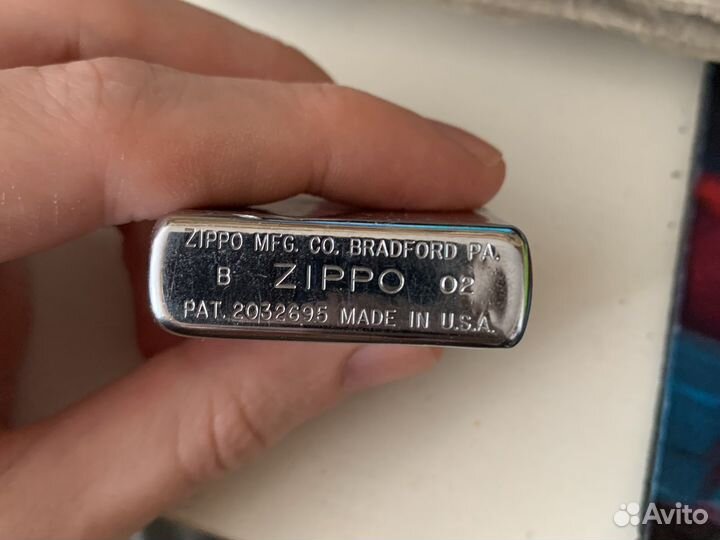 ZIPPO MFG. CO. BRADFORD PA.
B ZIPPO 02
PAT. 2032695 MADE IN U.S.A.
Avito